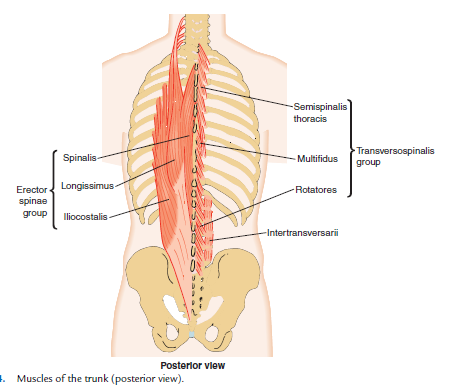 Semispinalis
thoracis
Spinalis
Multifidus
Transversospinalis
group
Erector
spinae
group
Longissimus
Rotatores
Iliocostalis
Intertransversarii
Posterior view
4. Muscles of the trunk (posterior view).